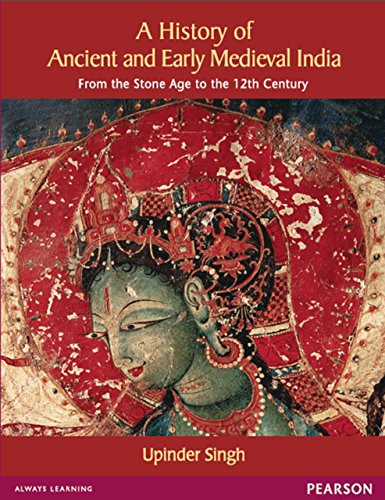 A History of
Ancient and Early Medieval India
From the Stone Age to the 12th Century
Upinder Singh
ALWAYS LEARNING
PEARSON